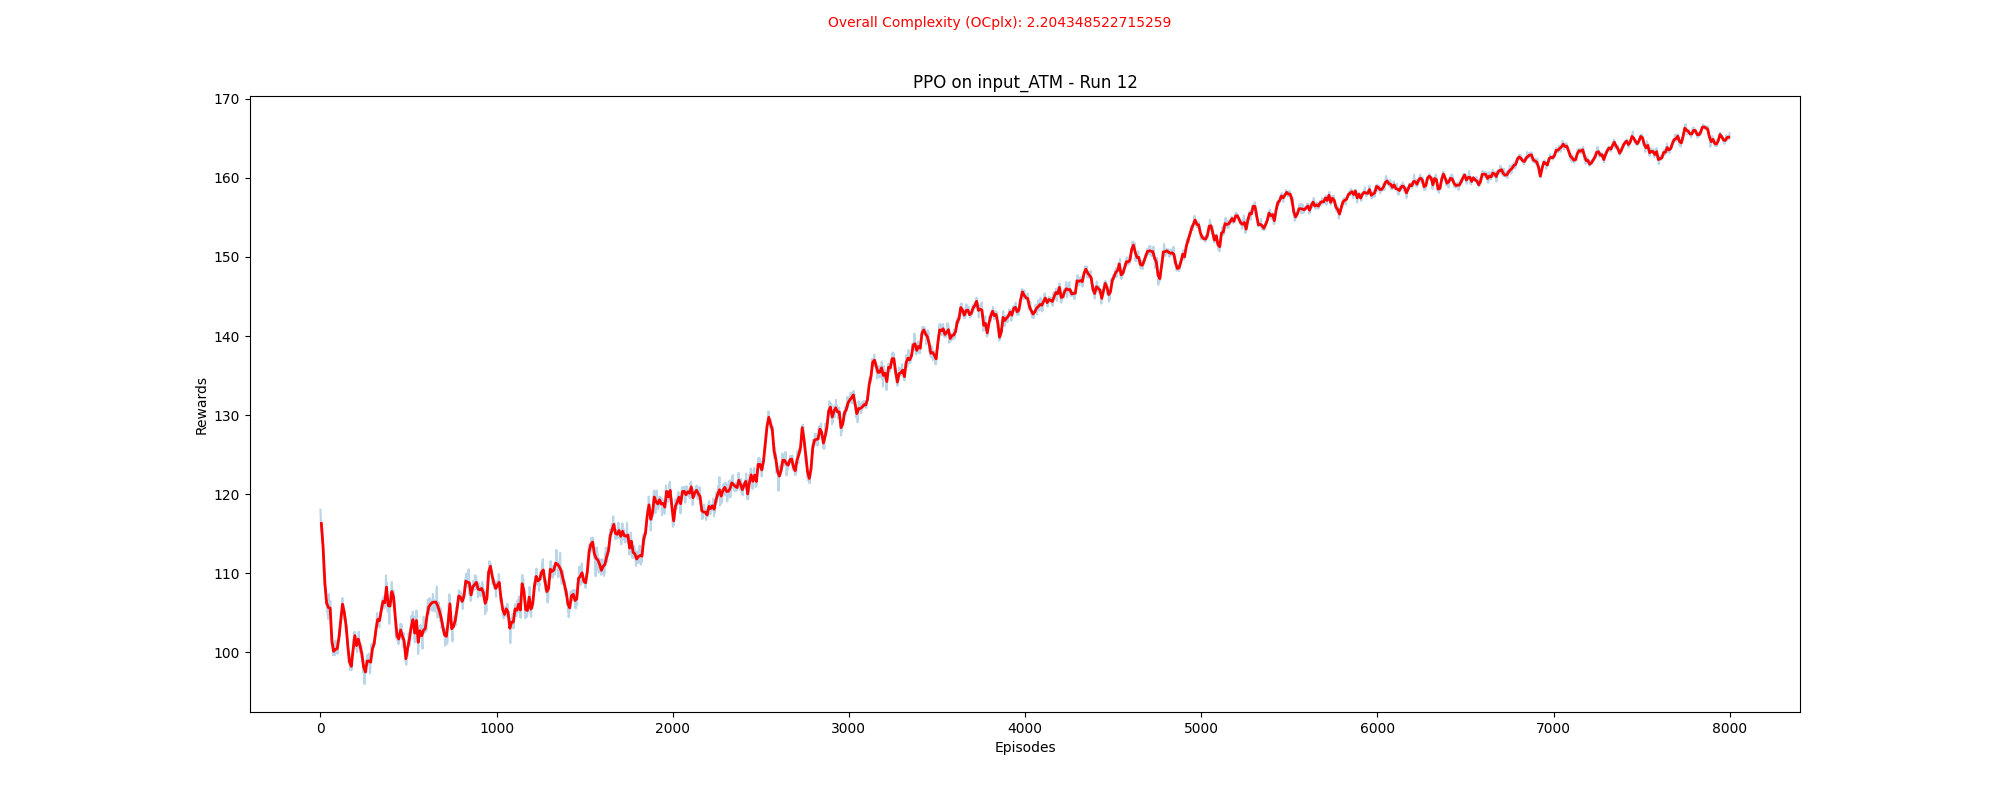 Overall Complexity (OCplx): 2.204348522715259
PPO on input_ATM - Run 12
170
160
150
140
130
120
110
100
Rewards
0 1000 2000 3000 4000 5000 6000 7000 8000
Episodes